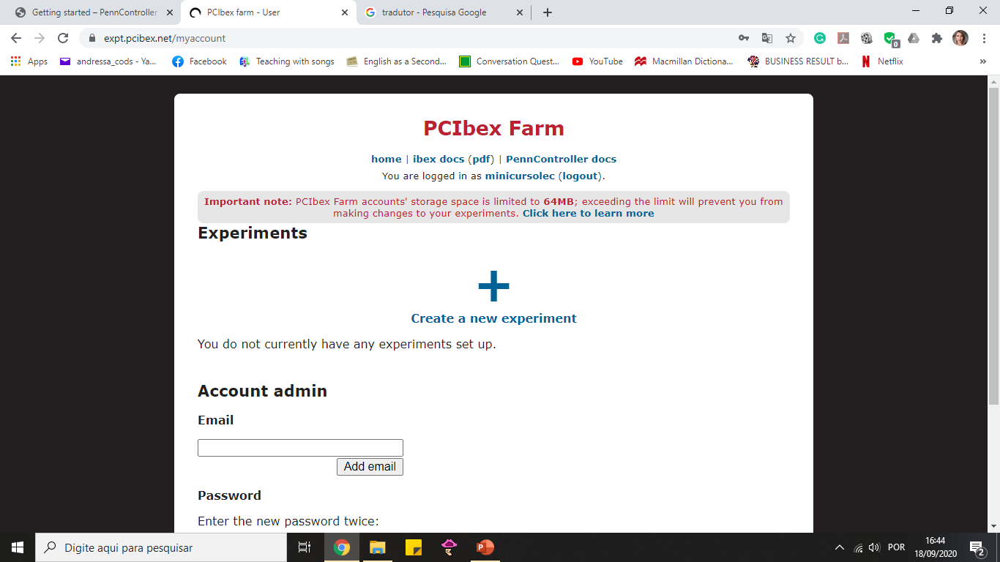 Getting started – PennController
PCIbex farm - User
tradutor - Pesquisa Google
expt.pcibex.net/myaccount
0
Apps
andressa_cods - Ya...
Facebook
Teaching with songs
English as a Second...
Conversation Quest...
YouTube
Macmillan Dictiona...
BUSINESS RESULT b...
Netflix
»
PCIbex Farm
home | ibex docs (pdf) | PennController docs
You are logged in as minicursolec (logout).
Important note: PCIbex Farm accounts' storage space is limited to 64MB; exceeding the limit will prevent you from
making changes to your experiments. Click here to learn more
Experiments
+
Create a new experiment
You do not currently have any experiments set up.
Account admin
Email
Add email
Password
Enter the new password twice:
Digite aqui para pesquisar
POR
16:44
18/09/2020
2